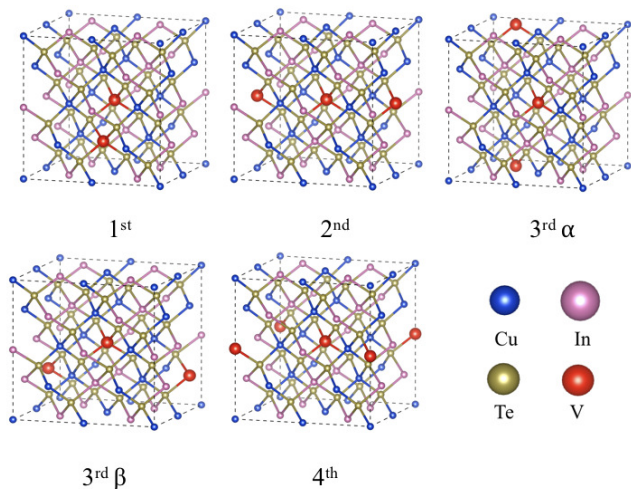 1st
2nd
3rd α
3rd β
4th
Cu
In
Te
V